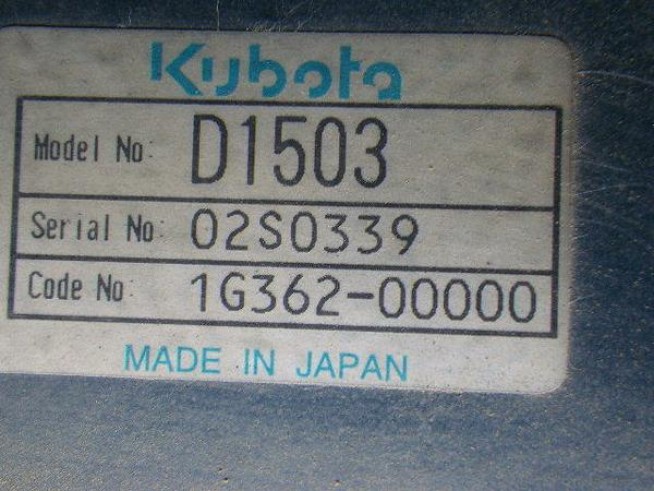 Kubota
Model No: D1503
Serial No: 02S0339
Code No: 1G362-00000
MADE IN JAPAN